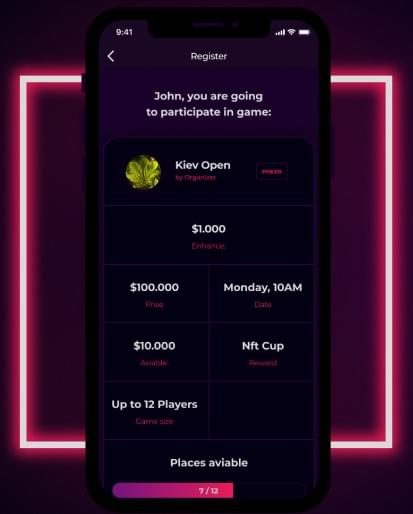 9:41
Register
John, you are going
to participate in game:
Kiev Open
by Organizer
POKER
$1.000
Enhance
$100.000
Monday, 10AM
Prise
Date
$10.000
Nft Cup
Aviable
Reward
Up to 12 Players
Game size
Places aviable
7 / 12